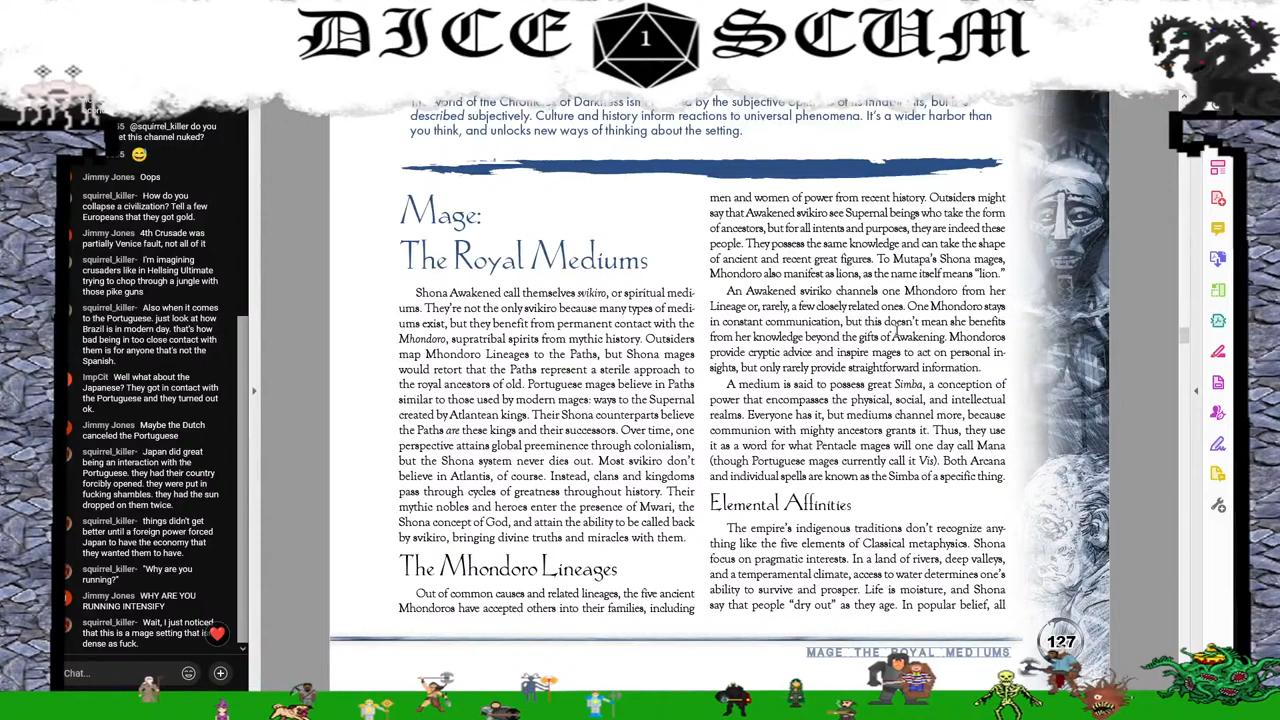 DICE 1 SCUM
@squirrel_killer do you
et this channel nuked?
Jimmy Jones Oops
squirrel_killer- How do you
collapse a civilization? Tell a few
Europeans that they got gold.
Jimmy Jones 4th Crusade was
partially Venice fault, not all of it
squirrel_killer- I'm imagining
crusaders like in Hellsing Ultimate
trying to chop through a jungle with
those pike guns
squirrel_killer- Also when it comes
to the Portuguese. just look at how
Brazil is in modern day. that's how
bad being in too close contact with
them is for anyone that's not the
Spanish.
ImpCit Well what about the
Japanese? They got in contact with
the Portuguese and they turned out
ok.
Jimmy Jones Maybe the Dutch
canceled the Portuguese
squirrel_killer- Japan did great
being an interaction with the
Portuguese. they had their country
forcibly opened. they were put in
fucking shambles. they had the sun
dropped on them twice.
squirrel_killer- things didn't get
better until a foreign power forced
Japan to have the economy that
they wanted them to have.
squirrel_killer- "Why are you
running?"
Jimmy Jones WHY ARE YOU
RUNNING INTENSIFY
squirrel_killer- Wait, I just noticed
that this is a mage setting that is
dense as fuck.
Chat...
world of the Chronicles of Darkness isn't by the subjective
described subjectively. Culture and history inform reactions to universal phenomena. It's a wider harbor than
you think, and unlocks new ways of thinking about the setting.
Mage:
The Royal Mediums
Shona Awakened call themselves svikiro, or spiritual medi-
ums. They're not the only svikiro because many types of medi-
ums exist, but they benefit from permanent contact with the
Mhondoro, supratribal spirits from mythic history. Outsiders
map Mhondoro Lineages to the Paths, but Shona mages
would retort that the Paths represent a sterile approach to
the royal ancestors of old. Portuguese mages believe in Paths
similar to those used by modern mages: ways to the Supernal
created by Atlantean kings. Their Shona counterparts believe
the Paths are these kings and their successors. Over time, one
perspective attains global preeminence through colonialism,
but the Shona system never dies out. Most svikiro don't
believe in Atlantis, of course. Instead, clans and kingdoms
pass through cycles of greatness throughout history. Their
mythic nobles and heroes enter the presence of Mwari, the
Shona concept of God, and attain the ability to be called back
by svikiro, bringing divine truths and miracles with them.
The Mhondoro Lineages
Out of common causes and related lineages, the five ancient
Mhondoros have accepted others into their families, including
men and women of power from recent history. Outsiders might
say that Awakened svikiro see Supernal beings who take the form
of ancestors, but for all intents and purposes, they are indeed these
people. They possess the same knowledge and can take the shape
of ancient and recent great figures. To Mutapa's Shona mages,
Mhondoro also manifest as lions, as the name itself means "lion."
An Awakened sviriko channels one Mhondoro from her
Lineage or, rarely, a few closely related ones. One Mhondoro stays
in constant communication, but this doesn't mean she benefits
from her knowledge beyond the gifts of Awakening. Mhondoros
provide cryptic advice and inspire mages to act on personal in-
sights, but only rarely provide straightforward information.
A medium is said to possess great Simba, a conception of
power that encompasses the physical, social, and intellectual
realms. Everyone has it, but mediums channel more, because
communion with mighty ancestors grants it. Thus, they use
it as a word for what Pentacle mages will one day call Mana
(though Portuguese mages currently call it Vis). Both Arcana
and individual spells are known as the Simba of a specific thing.
Elemental Affinities
The empire's indigenous traditions don't recognize any-
thing like the five elements of Classical metaphysics. Shona
focus on pragmatic interests. In a land of rivers, deep valleys,
and a temperamental climate, access to water determines one's
ability to survive and prosper. Life is moisture, and Shona
say that people "dry out" as they age. In popular belief, all
127
MAGE THE ROYAL MEDIUMS